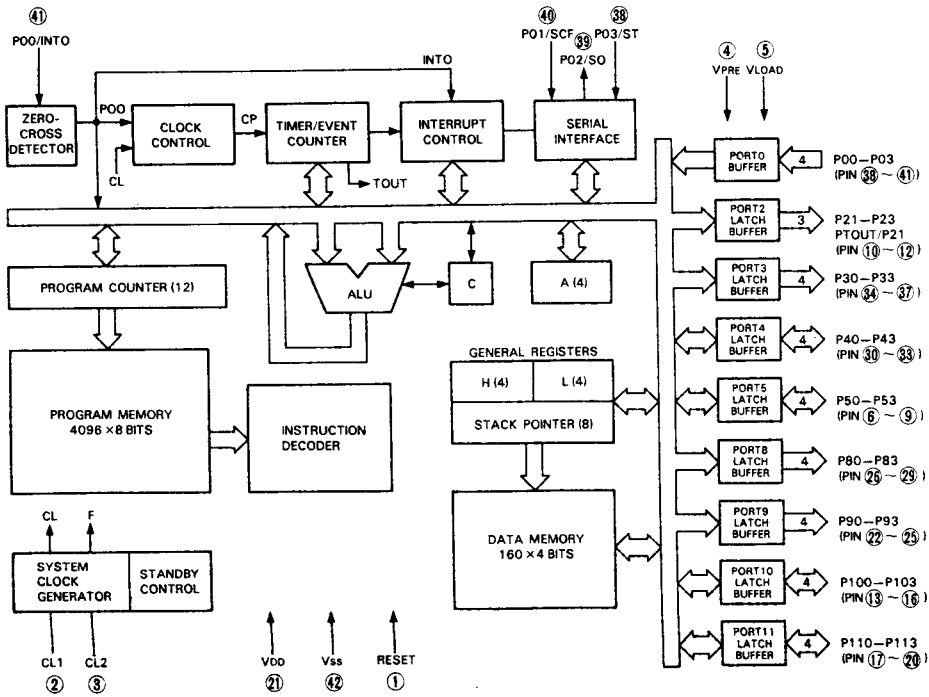 41
P00/INT0
40
P01/SCF
39
P02/SO
38
P03/ST
4
VPRE
5
VLOAD
INT0
ZERO-
CROSS
DETECTOR
P00
CL
CLOCK
CONTROL
CP
TIMER/EVENT
COUNTER
TOUT
INTERRUPT
CONTROL
SERIAL
INTERFACE
PORT0
BUFFER
4
P00–P03
(PIN 38 ~ 41)
PORT2
LATCH
BUFFER
3
P21–P23
PTOUT/P21
(PIN 10 ~ 12)
PROGRAM COUNTER (12)
ALU
C
A (4)
PORT3
LATCH
BUFFER
4
P30–P33
(PIN 34 ~ 37)
PORT4
LATCH
BUFFER
4
P40–P43
(PIN 30 ~ 33)
PROGRAM MEMORY
4096 × 8 BITS
INSTRUCTION
DECODER
GENERAL REGISTERS
H (4)
L (4)
STACK POINTER (8)
PORT5
LATCH
BUFFER
4
P50–P53
(PIN 6 ~ 9)
PORT8
LATCH
BUFFER
4
P80–P83
(PIN 26 ~ 29)
DATA MEMORY
160 × 4 BITS
PORT9
LATCH
BUFFER
4
P90–P93
(PIN 22 ~ 25)
CL
F
SYSTEM
CLOCK
GENERATOR
STANDBY
CONTROL
PORT10
LATCH
BUFFER
4
P100–P103
(PIN 13 ~ 16)
PORT11
LATCH
BUFFER
4
P110–P113
(PIN 17 ~ 20)
CL1
2
CL2
3
VDD
21
VSS
42
RESET
1